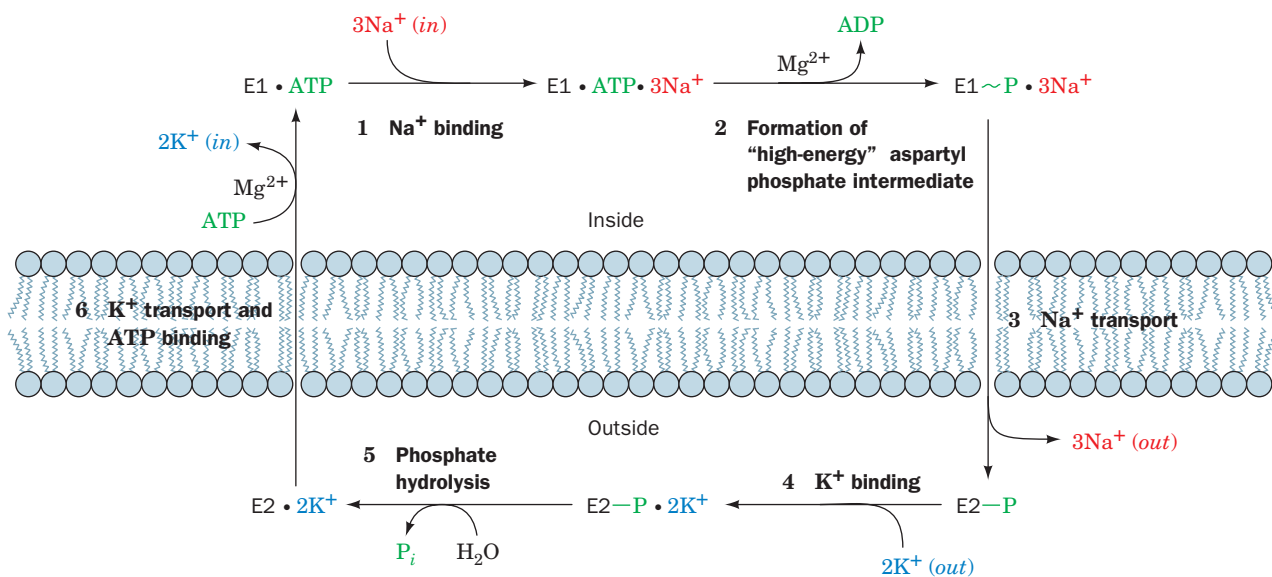 3Na⁺ (in)
ADP
Mg²⁺
E1 • ATP
E1 • ATP • 3Na⁺
E1~P • 3Na⁺
1 Na⁺ binding
2 Formation of
“high-energy” aspartyl
phosphate intermediate
2K⁺ (in)
Mg²⁺
ATP
Inside
6 K⁺ transport and
ATP binding
3 Na⁺ transport
Outside
3Na⁺ (out)
5 Phosphate
hydrolysis
4 K⁺ binding
E2 • 2K⁺
E2—P • 2K⁺
E2—P
Pᵢ
H₂O
2K⁺ (out)